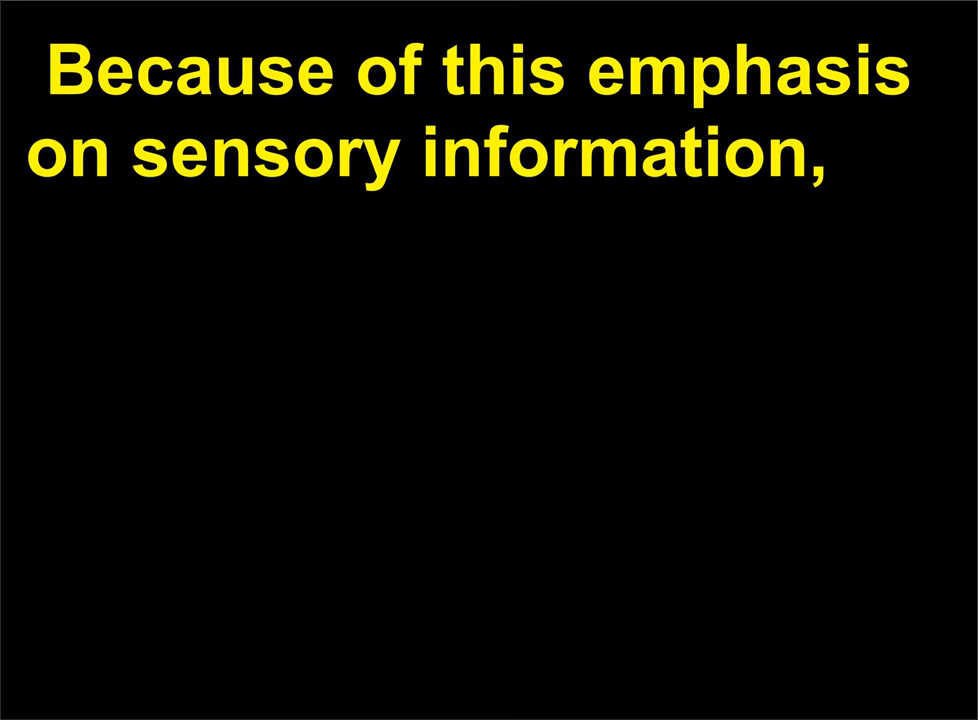 Because of this emphasis
on sensory information,